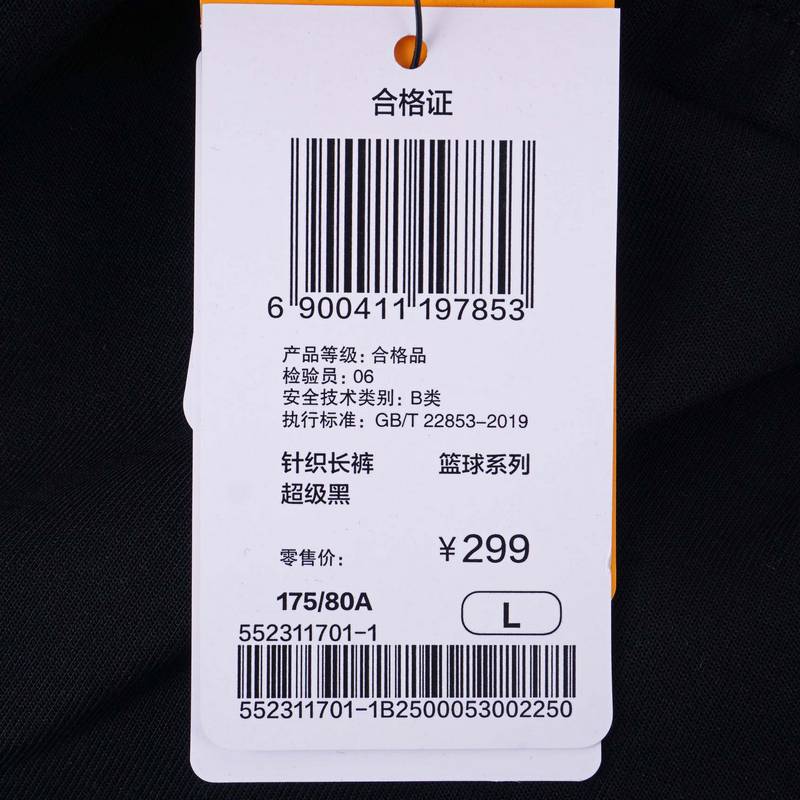 合格证
6 900411 197853
产品等级: 合格品
检验员: 06
安全技术类别: B类
执行标准: GB/T 22853-2019
针织长裤 篮球系列
超级黑
零售价: ¥299
175/80A L
552311701-1
552311701-1B2500053002250